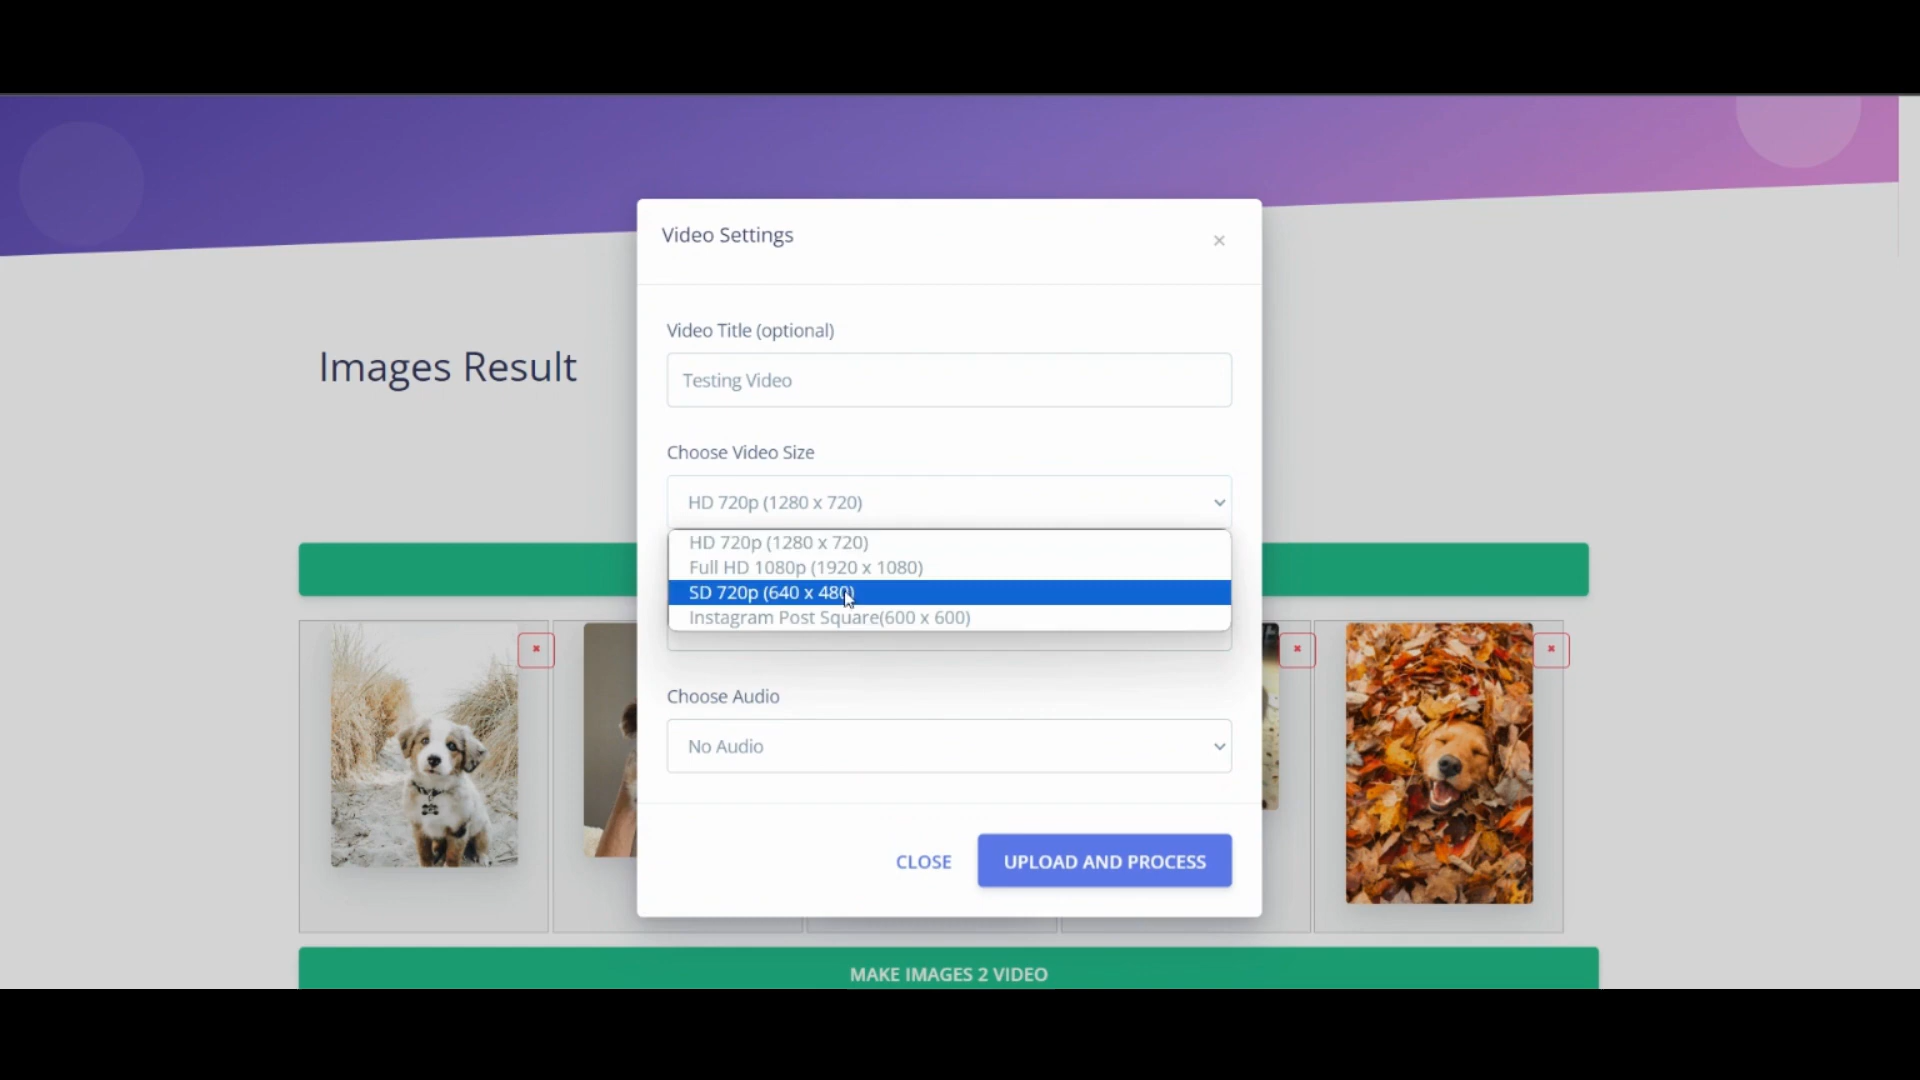 Video Settings
×
Video Title (optional)
Testing Video
Images Result
Choose Video Size
HD 720p (1280 x 720)
HD 720p (1280 x 720)
Full HD 1080p (1920 x 1080)
SD 720p (640 x 480)
Instagram Post Square(600 x 600)
Choose Audio
No Audio
CLOSE
UPLOAD AND PROCESS
MAKE IMAGES 2 VIDEO